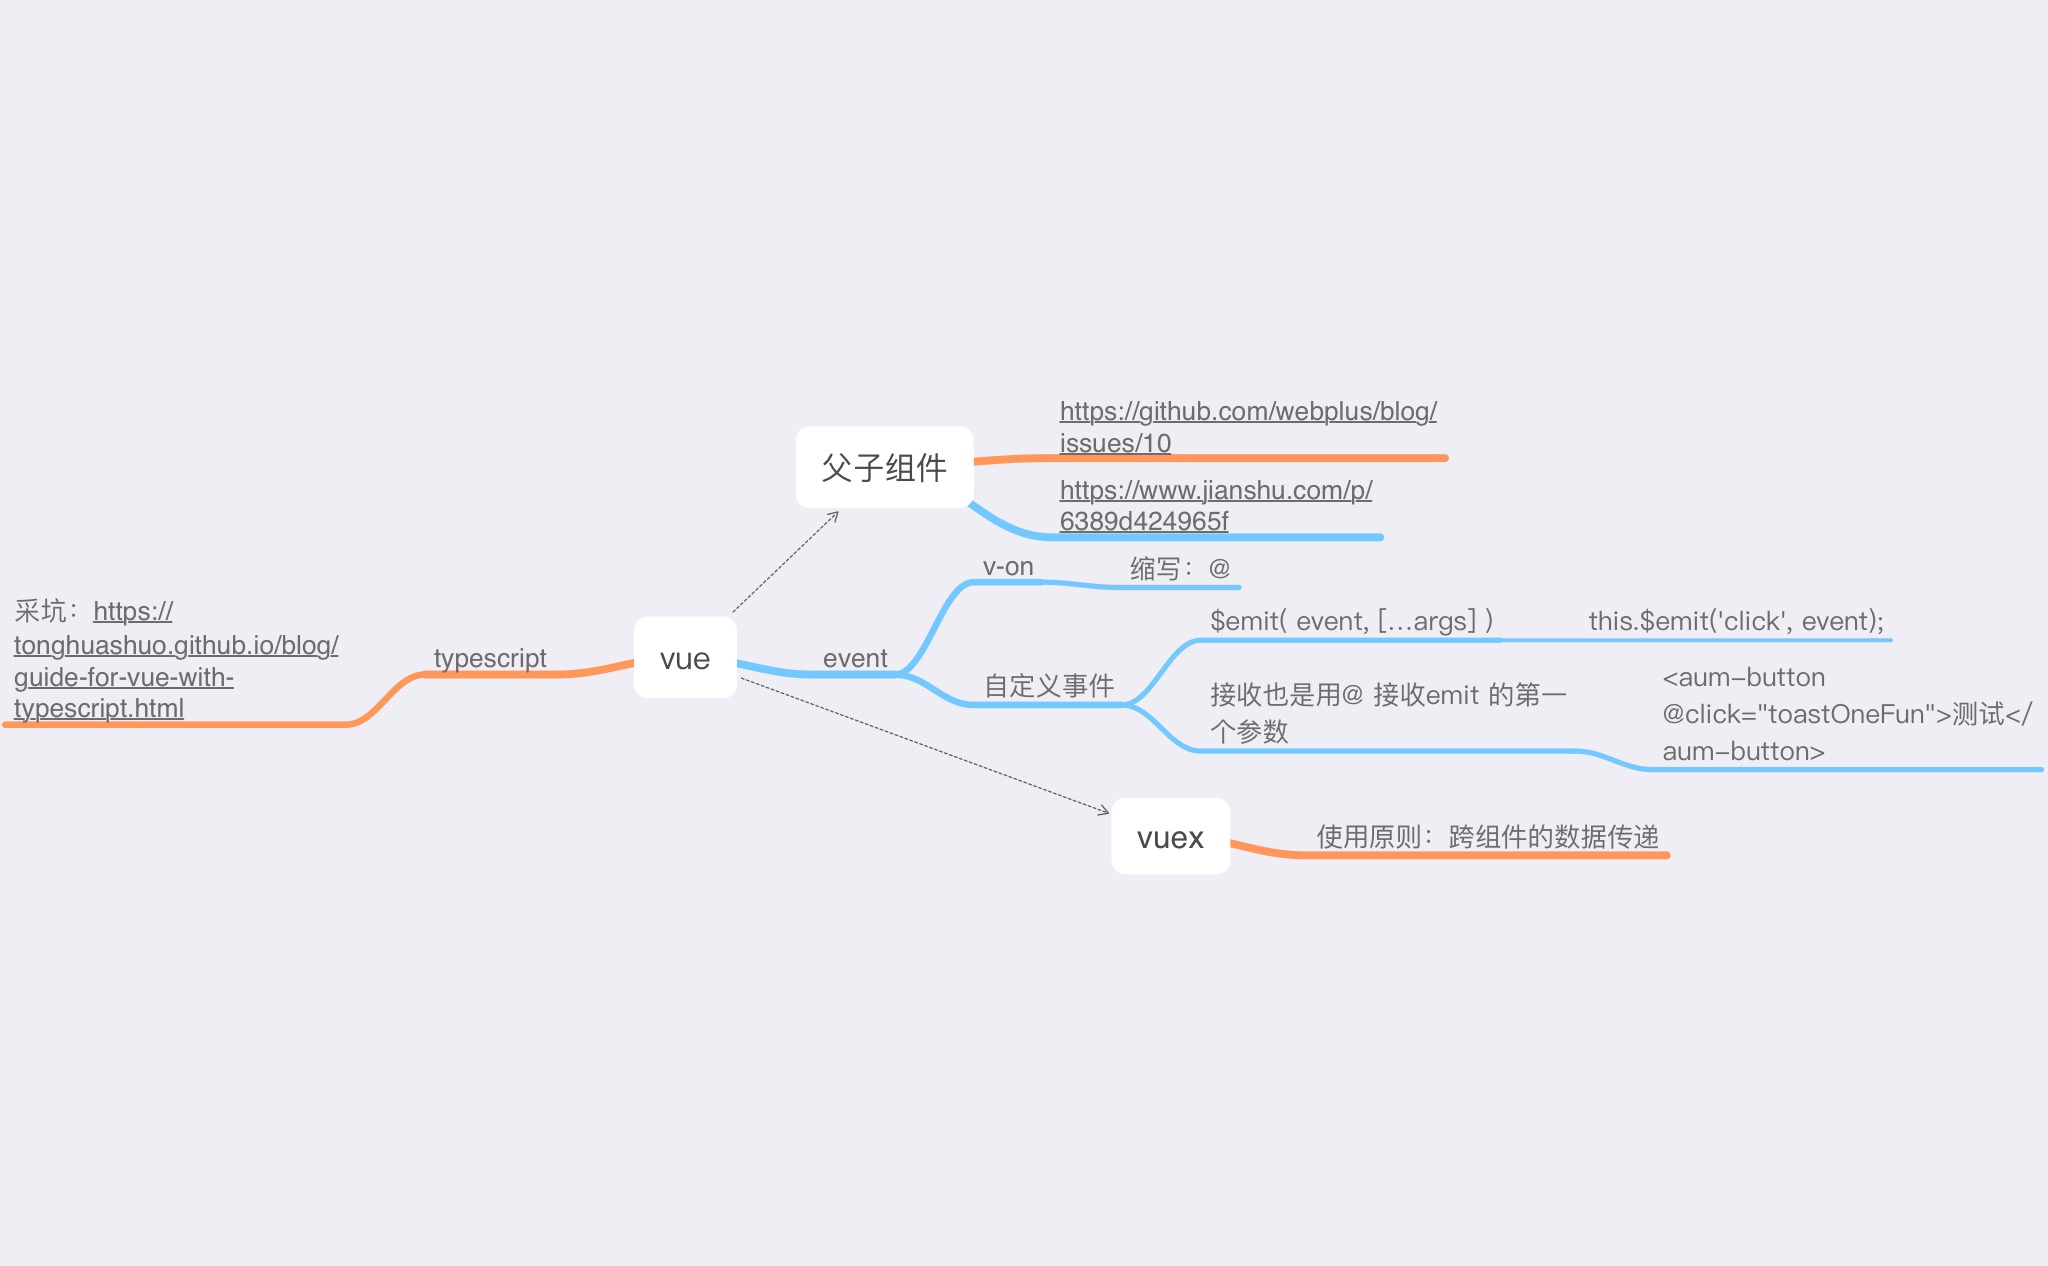 https://github.com/webplus/blog/
issues/10
父子组件
https://www.jianshu.com/p/
6389d424965f
v-on
缩写：@
采坑：https://
tonghuashuo.github.io/blog/
guide-for-vue-with-
typescript.html
typescript
vue
event
自定义事件
$emit( event, […args] )
this.$emit('click', event);
接收也是用@ 接收emit 的第一
个参数
<aum-button
@click="toastOneFun">测试</
aum-button>
vuex
使用原则：跨组件的数据传递